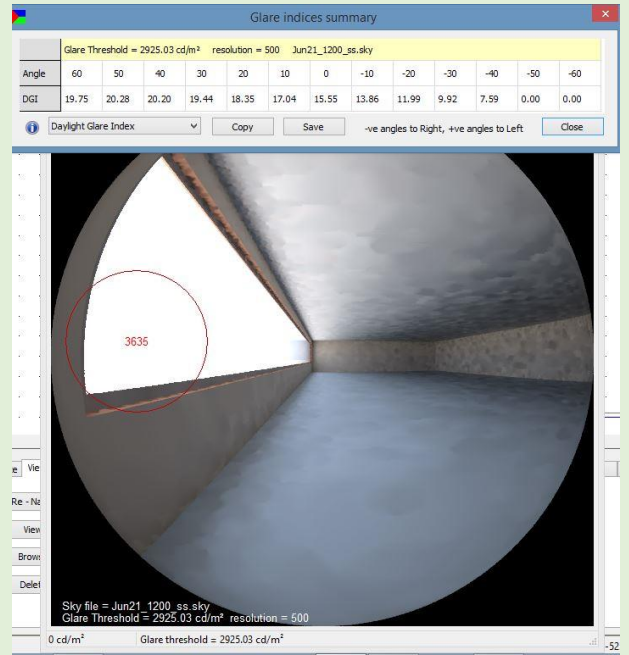 Glare indices summary
Glare Threshold = 2925.03 cd/m² resolution = 500 Jun21_1200_ss.sky
Angle 60 50 40 30 20 10 0 -10 -20 -30 -40 -50 -60
DGI 19.75 20.28 20.20 19.44 18.35 17.04 15.55 13.86 11.99 9.92 7.59 0.00 0.00
Daylight Glare Index Copy Save -ve angles to Right, +ve angles to Left Close
3635
Vie
Re - Na
View
Brows
Delet
Sky file = Jun21_1200_ss.sky
Glare Threshold = 2925.03 cd/m² resolution = 500
0 cd/m² Glare threshold = 2925.03 cd/m²
-52